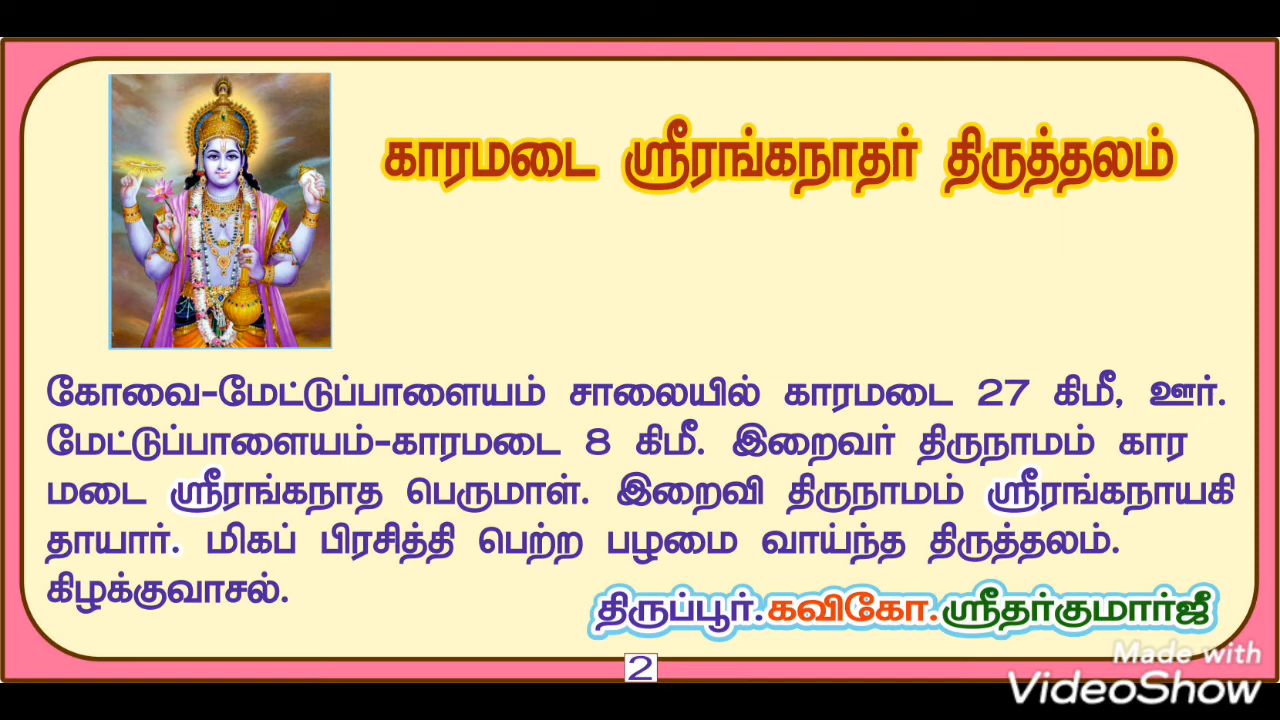 காரமடை ஸ்ரீரங்கநாதர் திருத்தலம்
கோவை-மேட்டுப்பாளையம் சாலையில் காரமடை 27 கிமீ, ஊர்.
மேட்டுப்பாளையம்-காரமடை 8 கிமீ. இறைவர் திருநாமம் கார
மடை ஸ்ரீரங்கநாத பெருமாள். இறைவி திருநாமம் ஸ்ரீரங்கநாயகி
தாயார். மிகப் பிரசித்தி பெற்ற பழமை வாய்ந்த திருத்தலம்.
கிழக்குவாசல்.
திருப்பூர்.கவிகோ.ஸ்ரீதர்குமார்ஜீ
2
Made with
VideoShow